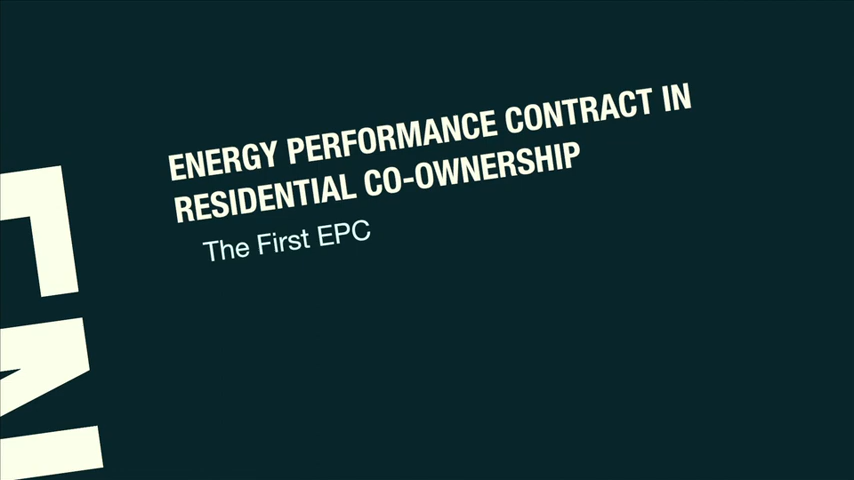 ENERGY PERFORMANCE CONTRACT IN
RESIDENTIAL CO-OWNERSHIP
The First EPC